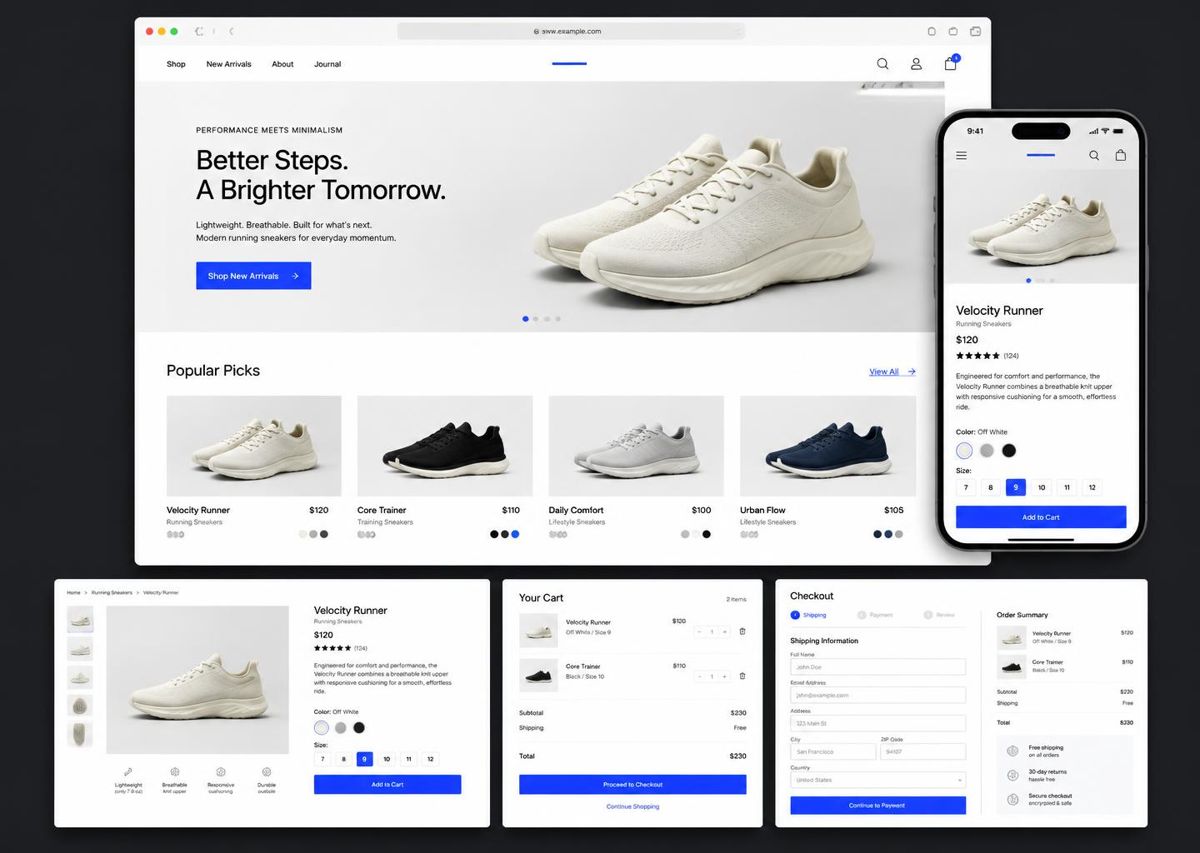 www.example.com
Shop
New Arrivals
About
Journal
PERFORMANCE MEETS MINIMALISM
Better Steps.
A Brighter Tomorrow.
Lightweight. Breathable. Built for what's next.
Modern running sneakers for everyday momentum.
Shop New Arrivals
Popular Picks
View All
Velocity Runner $120
Running Sneakers
Core Trainer $110
Training Sneakers
Daily Comfort $100
Lifestyle Sneakers
Urban Flow $105
Lifestyle Sneakers
9:41
Velocity Runner
Running Sneakers
$120
(124)
Engineered for comfort and performance, the
Velocity Runner combines a breathable knit upper
with responsive cushioning for a smooth, effortless
ride.
Color: Off White
Size:
7 8 9 10 11 12
Add to Cart
Home > Running Sneakers > Velocity Runner
Velocity Runner
Running Sneakers
$120
(124)
Engineered for comfort and performance, the
Velocity Runner combines a breathable knit upper
with responsive cushioning for a smooth, effortless
ride.
Color: Off White
Size:
7 8 9 10 11 12
Add to Cart
Lightweight
Breathable
knit upper
Responsive
cushioning
Durable
Your Cart
2 items
Velocity Runner $120
Off White / Size 9
- 1 +
Core Trainer $110
Black / Size 10
- 1 +
Subtotal $230
Shipping Free
Total $230
Proceed to Checkout
Continue Shopping
Checkout
1 Shipping
Payment
Review
Shipping Information
Full Name
John Doe
Email Address
john@example.com
Address
123 Main St
City
San Francisco
ZIP Code
94107
Country
United States
Continue to Payment
Order Summary
Velocity Runner $120
Off White / Size 9
Core Trainer $110
Black / Size 10
Subtotal $230
Shipping Free
Total $230
Free shipping
on all orders
30-day returns
hassle free
Secure checkout
encrypted & safe